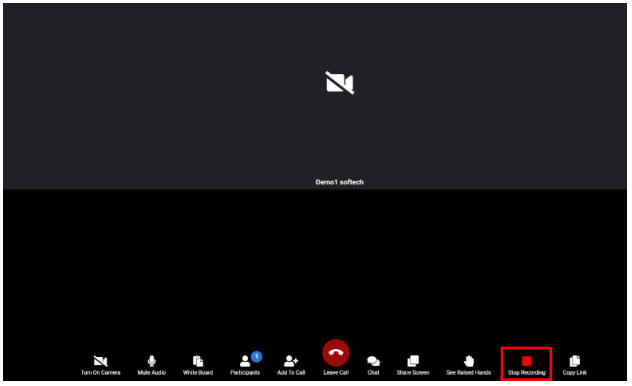 Demo1 softech
1
Turn On Camera
Mute Audio
White Board
Participants
Add To Call
Leave Call
Chat
Share Screen
See Raised Hands
Stop Recording
Copy Link